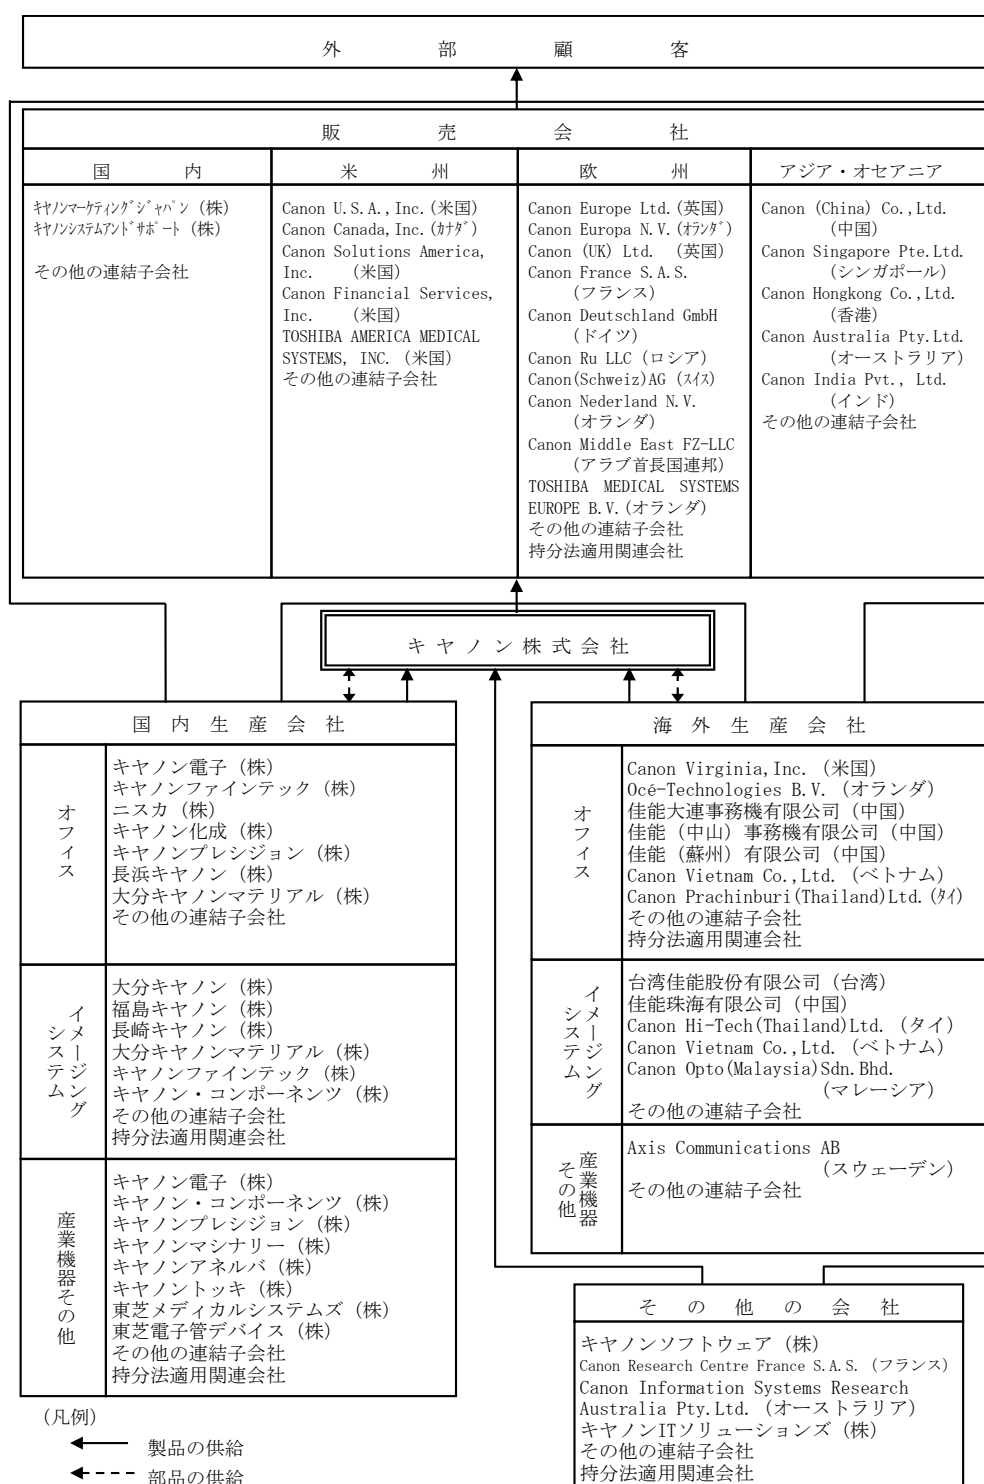 外部顧客
販売会社
国内
キヤノンマーケティングジャパン (株)
キヤノンシステムアンドサポート (株)
その他の連結子会社
米州
Canon U.S.A.,Inc.(米国)
Canon Canada,Inc.(カナダ)
Canon Solutions America,
Inc. (米国)
Canon Financial Services,
Inc. (米国)
TOSHIBA AMERICA MEDICAL
SYSTEMS, INC. (米国)
その他の連結子会社
欧州
Canon Europe Ltd.(英国)
Canon Europa N.V.(オランダ)
Canon (UK) Ltd. (英国)
Canon France S.A.S.
(フランス)
Canon Deutschland GmbH
(ドイツ)
Canon Ru LLC (ロシア)
Canon(Schweiz)AG (スイス)
Canon Nederland N.V.
(オランダ)
Canon Middle East FZ-LLC
(アラブ首長国連邦)
TOSHIBA MEDICAL SYSTEMS
EUROPE B.V.(オランダ)
その他の連結子会社
持分法適用関連会社
アジア・オセアニア
Canon (China) Co.,Ltd.
(中国)
Canon Singapore Pte.Ltd.
(シンガポール)
Canon Hongkong Co.,Ltd.
(香港)
Canon Australia Pty.Ltd.
(オーストラリア)
Canon India Pvt., Ltd.
(インド)
その他の連結子会社
キヤノン株式会社
国内生産会社
オフィス
キヤノン電子 (株)
キヤノンファインテック (株)
ニスカ (株)
キヤノン化成 (株)
キヤノンプレシジョン (株)
長浜キヤノン (株)
大分キヤノンマテリアル (株)
その他の連結子会社
イメージング
システム
大分キヤノン (株)
福島キヤノン (株)
長崎キヤノン (株)
大分キヤノンマテリアル (株)
キヤノンファインテック (株)
キヤノン・コンポーネンツ (株)
その他の連結子会社
持分法適用関連会社
産業機器その他
キヤノン電子 (株)
キヤノン・コンポーネンツ (株)
キヤノンプレシジョン (株)
キヤノンマシナリー (株)
キヤノンアネルバ (株)
キヤノントッキ (株)
東芝メディカルシステムズ (株)
東芝電子管デバイス (株)
その他の連結子会社
持分法適用関連会社
海外生産会社
オフィス
Canon Virginia,Inc. (米国)
Océ-Technologies B.V. (オランダ)
佳能大連事務機有限公司 (中国)
佳能 (中山) 事務機有限公司 (中国)
佳能 (蘇州) 有限公司 (中国)
Canon Vietnam Co.,Ltd. (ベトナム)
Canon Prachinburi(Thailand)Ltd.(タイ)
その他の連結子会社
持分法適用関連会社
イメージング
システム
台湾佳能股份有限公司 (台湾)
佳能珠海有限公司 (中国)
Canon Hi-Tech(Thailand)Ltd. (タイ)
Canon Vietnam Co.,Ltd. (ベトナム)
Canon Opto(Malaysia)Sdn.Bhd.
(マレーシア)
その他の連結子会社
産業機器
その他
Axis Communications AB
(スウェーデン)
その他の連結子会社
その他の会社
キヤノンソフトウェア (株)
Canon Research Centre France S.A.S. (フランス)
Canon Information Systems Research
Australia Pty.Ltd. (オーストラリア)
キヤノンITソリューションズ (株)
その他の連結子会社
持分法適用関連会社
(凡例)
製品の供給
部品の供給